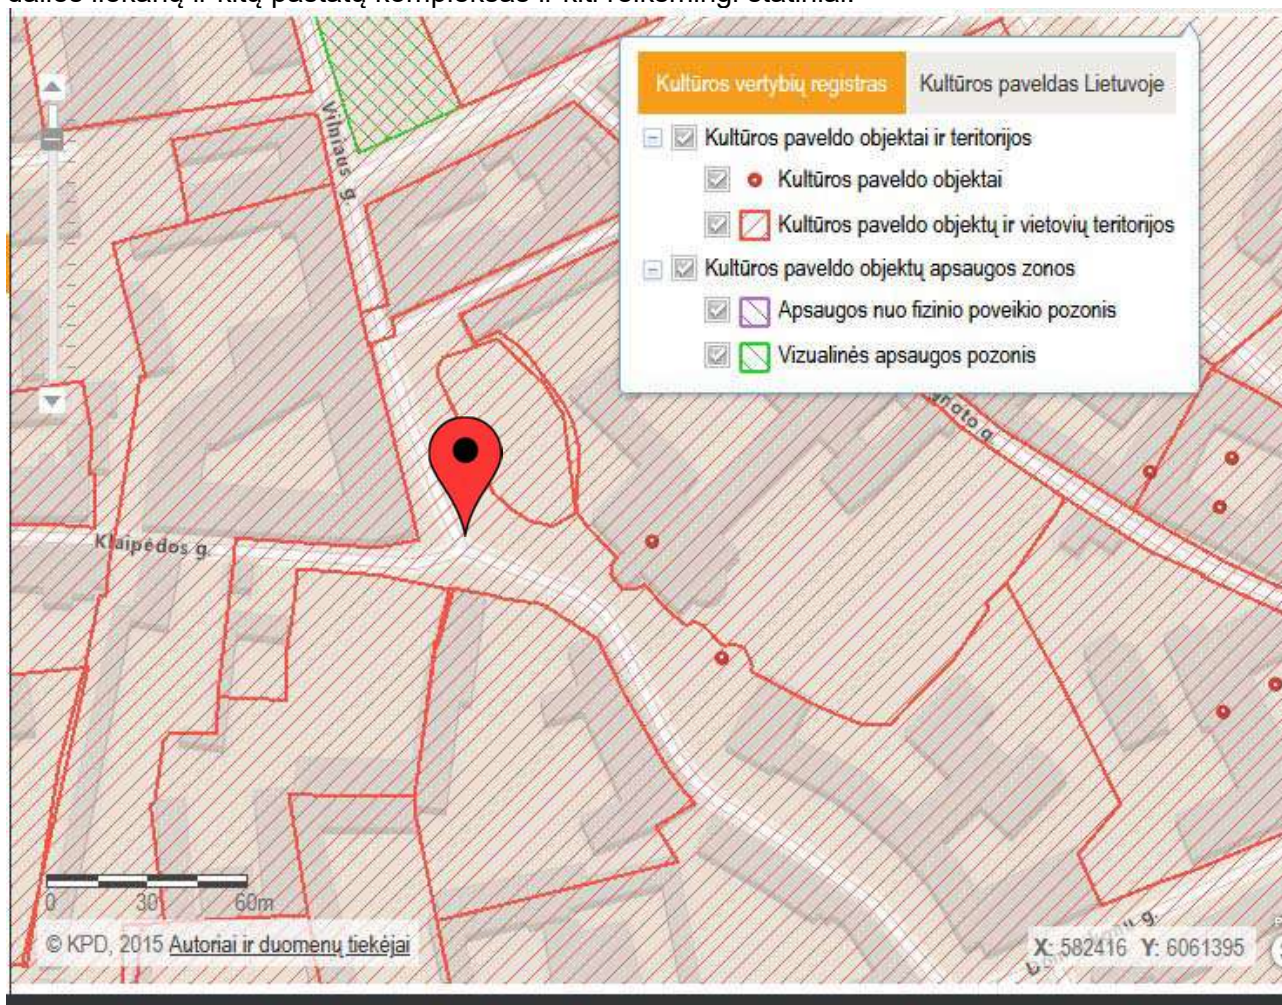 Kultūros vertybių registras
Kultūros paveldas Lietuvoje
Kultūros paveldo objektai ir teritorijos
Kultūros paveldo objektai
Kultūros paveldo objektų ir vietovių teritorijos
Kultūros paveldo objektų apsaugos zonos
Apsaugos nuo fizinio poveikio pozonis
Vizualinės apsaugos pozonis
Vilniaus g.
Klaipėdos g.
0 30 60m
© KPD, 2015 Autoriai ir duomenų tiekėjai
X: 582416 Y: 6061395